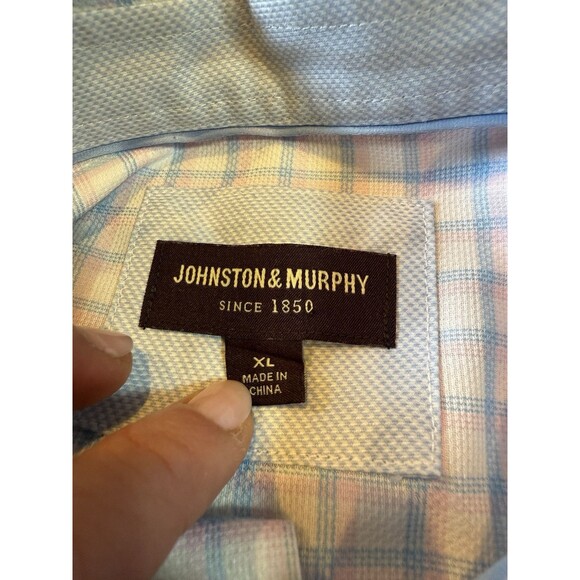 JOHNSTON & MURPHY
SINCE 1850
XL
MADE IN
CHINA